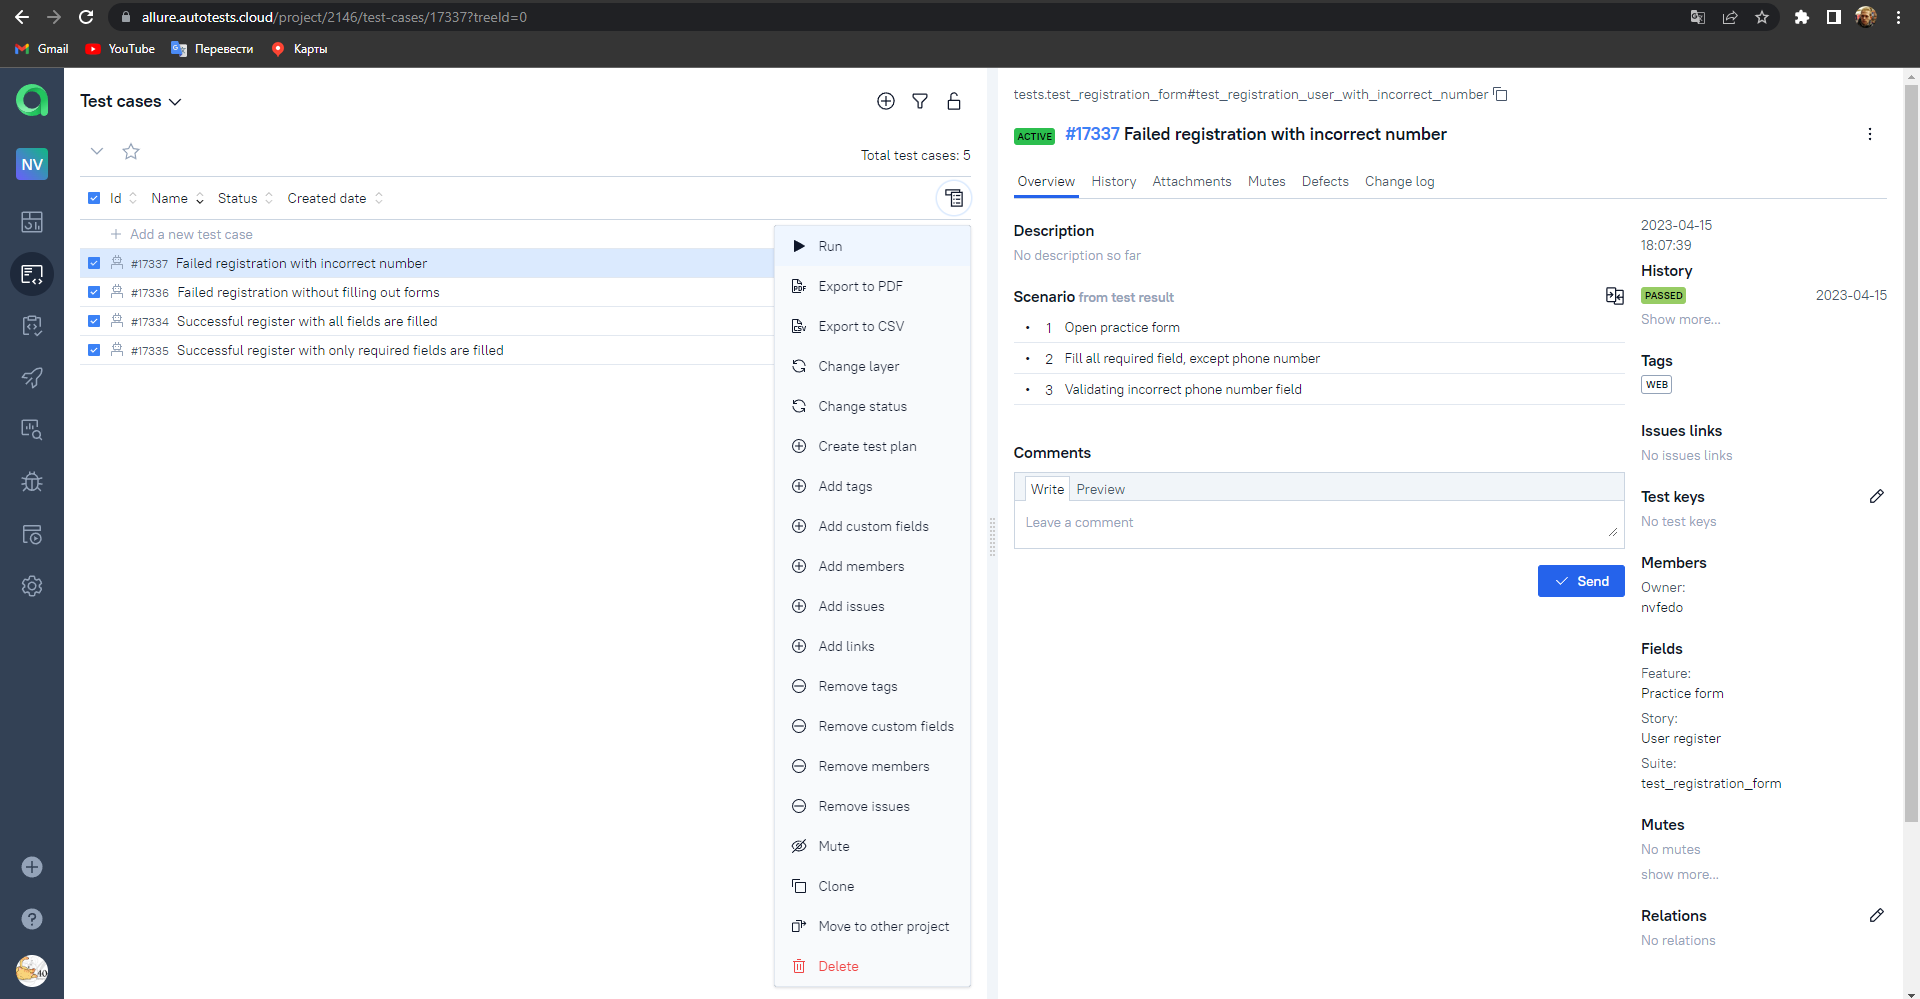 allure.autotests.cloud/project/2146/test-cases/17337?treeId=0
Gmail YouTube Перевести Карты
NV
Test cases
Total test cases: 5
Id Name Status Created date
Add a new test case
#17337 Failed registration with incorrect number
#17336 Failed registration without filling out forms
#17334 Successful register with all fields are filled
#17335 Successful register with only required fields are filled
Run
Export to PDF
Export to CSV
Change layer
Change status
Create test plan
Add tags
Add custom fields
Add members
Add issues
Add links
Remove tags
Remove custom fields
Remove members
Remove issues
Mute
Clone
Move to other project
Delete
tests.test_registration_form#test_registration_user_with_incorrect_number
ACTIVE #17337 Failed registration with incorrect number
Overview History Attachments Mutes Defects Change log
Description
No description so far
Scenario from test result
• 1 Open practice form
• 2 Fill all required field, except phone number
• 3 Validating incorrect phone number field
Comments
Write Preview
Leave a comment
Send
2023-04-15
18:07:39
History
PASSED 2023-04-15
Show more...
Tags
WEB
Issues links
No issues links
Test keys
No test keys
Members
Owner:
nvfedo
Fields
Feature:
Practice form
Story:
User register
Suite:
test_registration_form
Mutes
No mutes
show more...
Relations
No relations